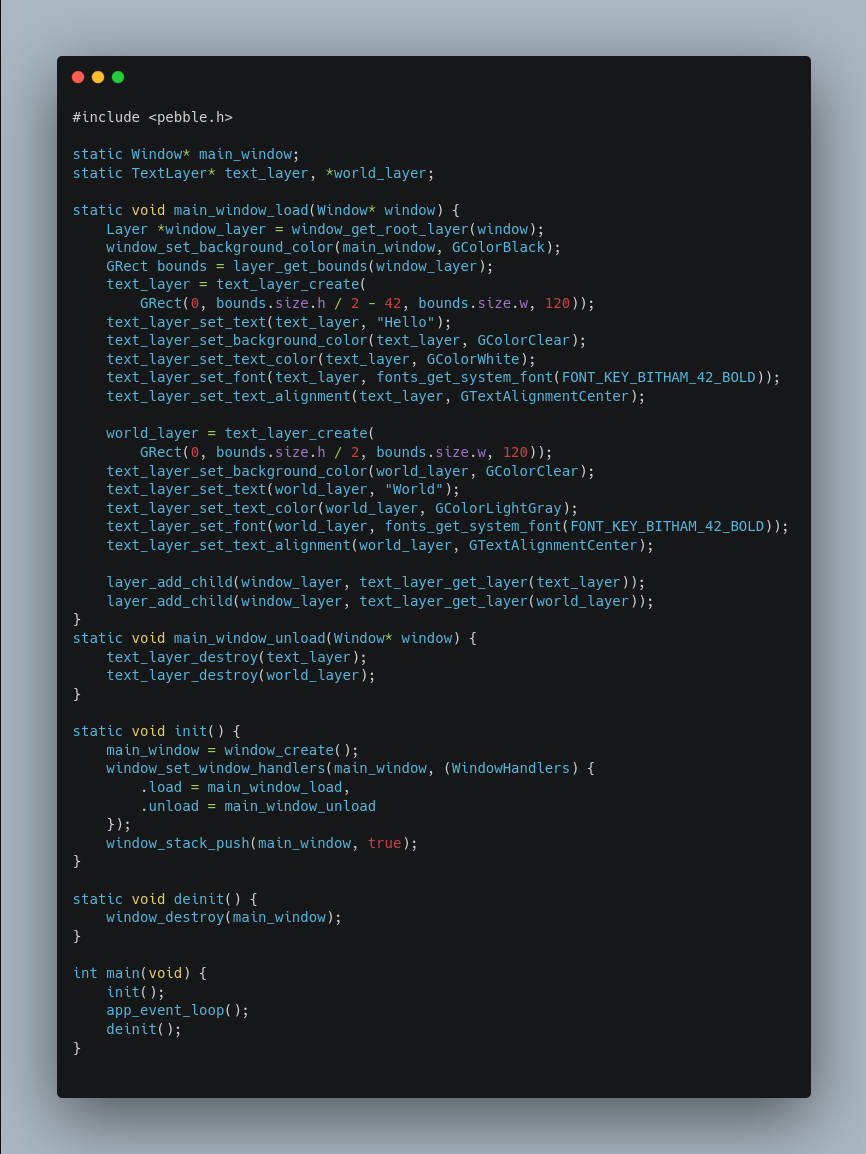 #include <pebble.h>

static Window* main_window;
static TextLayer* text_layer, *world_layer;

static void main_window_load(Window* window) {
    Layer *window_layer = window_get_root_layer(window);
    window_set_background_color(main_window, GColorBlack);
    GRect bounds = layer_get_bounds(window_layer);
    text_layer = text_layer_create(
        GRect(0, bounds.size.h / 2 - 42, bounds.size.w, 120));
    text_layer_set_text(text_layer, "Hello");
    text_layer_set_background_color(text_layer, GColorClear);
    text_layer_set_text_color(text_layer, GColorWhite);
    text_layer_set_font(text_layer, fonts_get_system_font(FONT_KEY_BITHAM_42_BOLD));
    text_layer_set_text_alignment(text_layer, GTextAlignmentCenter);

    world_layer = text_layer_create(
        GRect(0, bounds.size.h / 2, bounds.size.w, 120));
    text_layer_set_background_color(world_layer, GColorClear);
    text_layer_set_text(world_layer, "World");
    text_layer_set_text_color(world_layer, GColorLightGray);
    text_layer_set_font(world_layer, fonts_get_system_font(FONT_KEY_BITHAM_42_BOLD));
    text_layer_set_text_alignment(world_layer, GTextAlignmentCenter);

    layer_add_child(window_layer, text_layer_get_layer(text_layer));
    layer_add_child(window_layer, text_layer_get_layer(world_layer));
}
static void main_window_unload(Window* window) {
    text_layer_destroy(text_layer);
    text_layer_destroy(world_layer);
}

static void init() {
    main_window = window_create();
    window_set_window_handlers(main_window, (WindowHandlers) {
        .load = main_window_load,
        .unload = main_window_unload
    });
    window_stack_push(main_window, true);
}

static void deinit() {
    window_destroy(main_window);
}

int main(void) {
    init();
    app_event_loop();
    deinit();
}